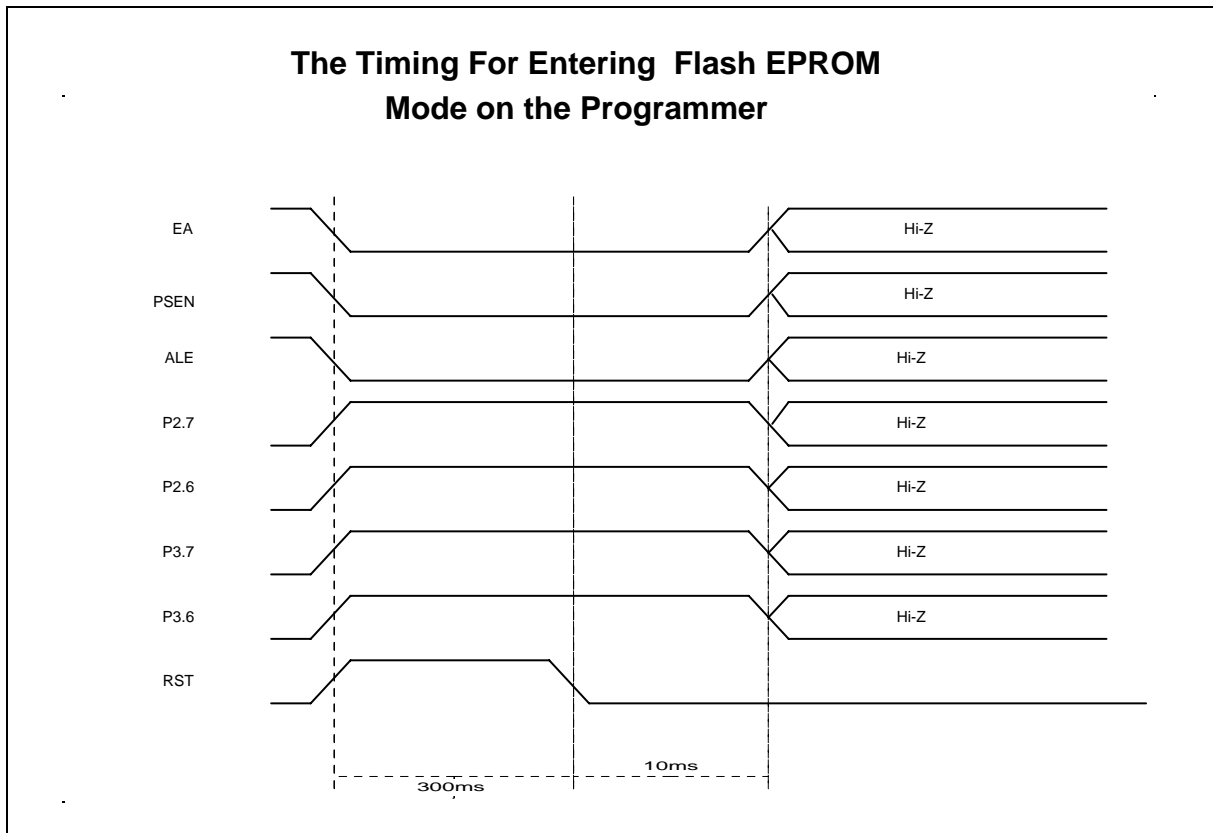 The Timing For Entering Flash EPROM
Mode on the Programmer
EA
Hi-Z
PSEN
Hi-Z
ALE
Hi-Z
P2.7
Hi-Z
P2.6
Hi-Z
P3.7
Hi-Z
P3.6
Hi-Z
RST
10ms
300ms